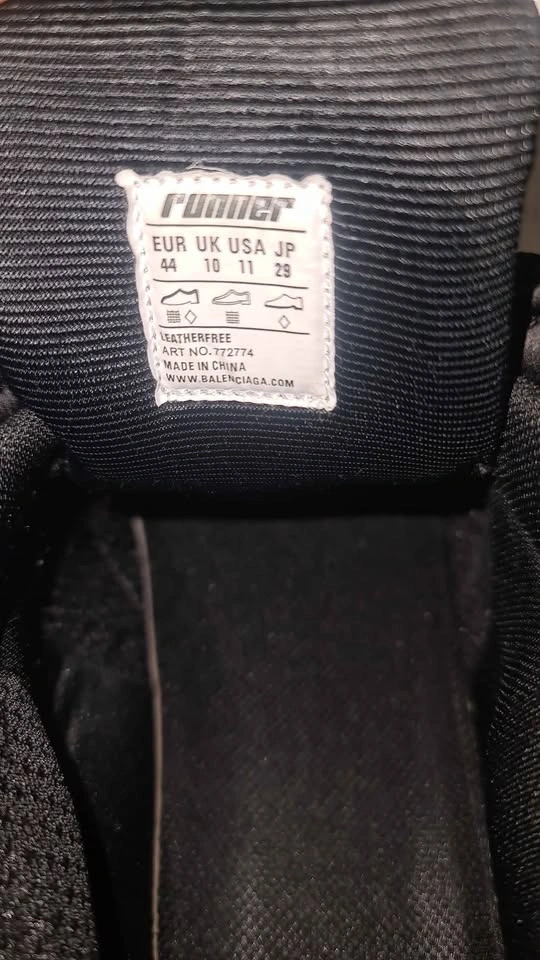 runner
EUR UK USA JP
44 10 11 29
LEATHERFREE
ART NO.772774
MADE IN CHINA
WWW.BALENCIAGA.COM